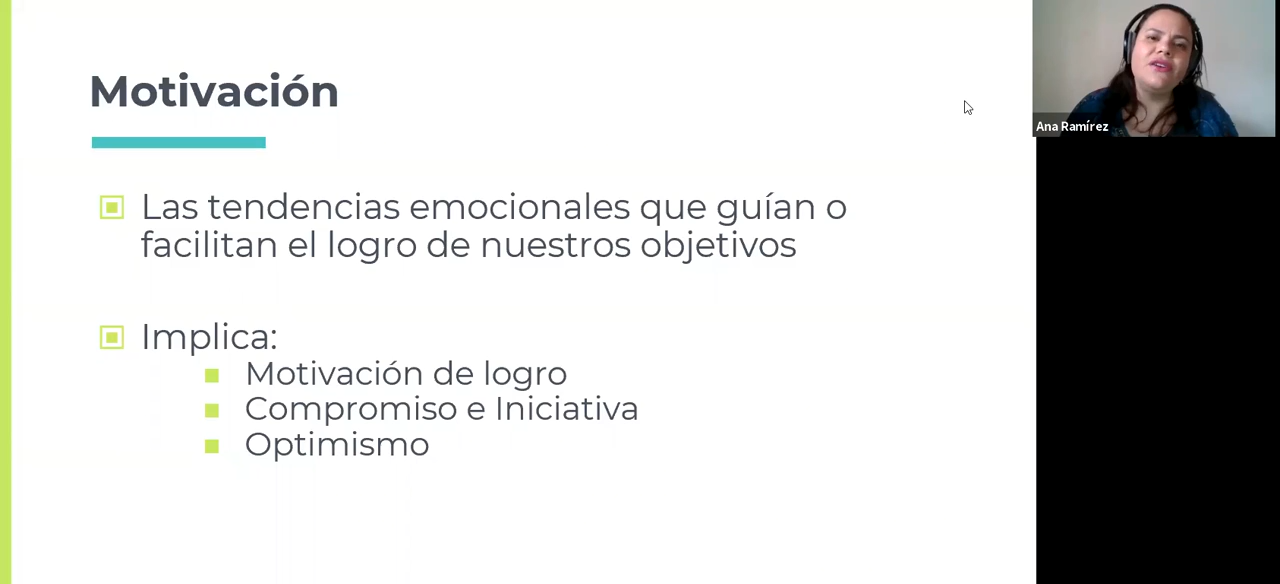 Motivación
Las tendencias emocionales que guían o
facilitan el logro de nuestros objetivos
Implica:
Motivación de logro
Compromiso e Iniciativa
Optimismo
Ana Ramírez